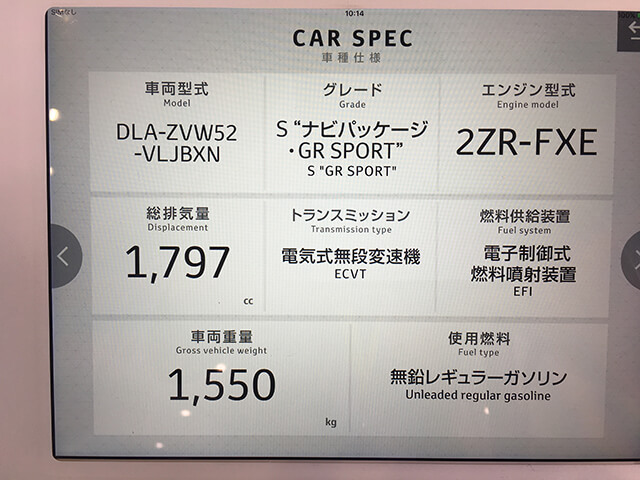 SIMなし
10:14
CAR SPEC
車種仕様
車両型式
Model
DLA-ZVW52
-VLJBXN
グレード
Grade
S “ナビパッケージ
・GR SPORT”
S "GR SPORT"
エンジン型式
Engine model
2ZR-FXE
総排気量
Displacement
1,797
cc
トランスミッション
Transmission type
電気式無段変速機
ECVT
燃料供給装置
Fuel system
電子制御式
燃料噴射装置
EFI
車両重量
Gross vehicle weight
1,550
kg
使用燃料
Fuel type
無鉛レギュラーガソリン
Unleaded regular gasoline